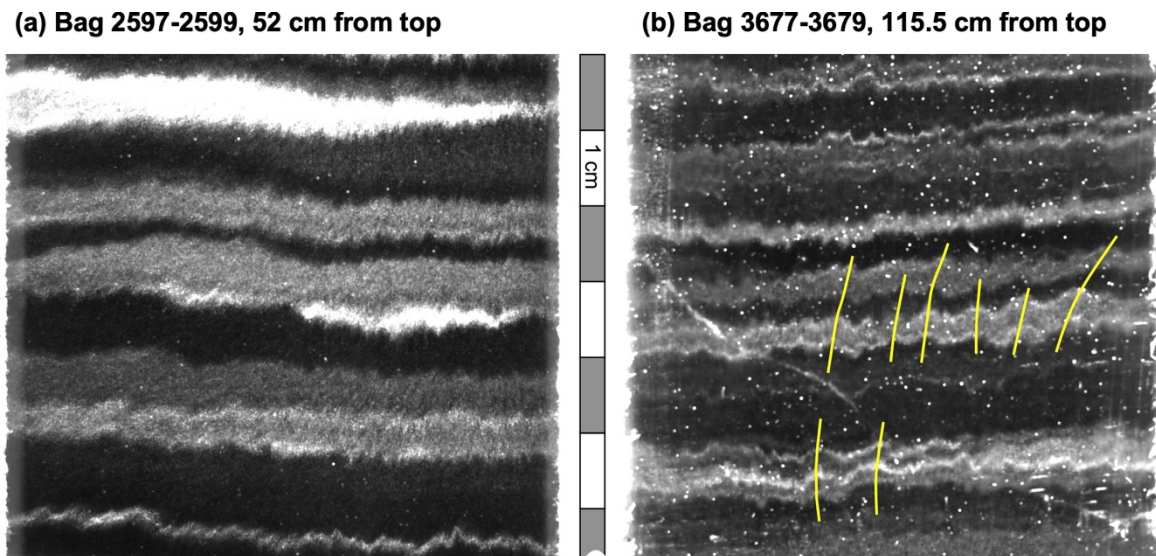 (a) Bag 2597-2599, 52 cm from top
(b) Bag 3677-3679, 115.5 cm from top
1 cm